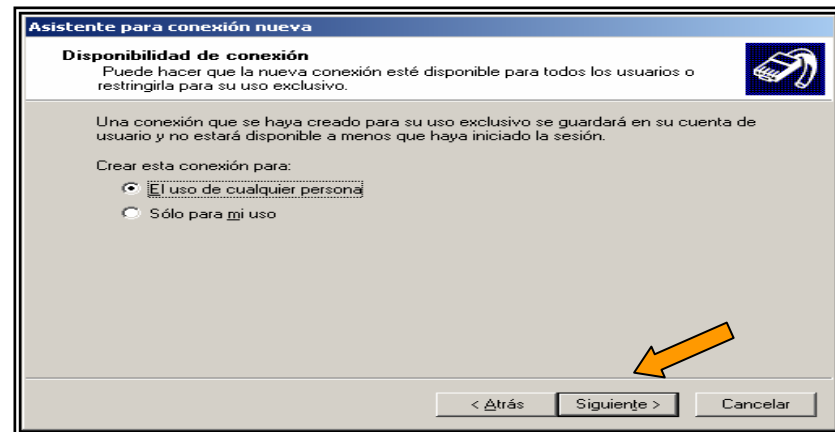 Asistente para conexión nueva
Disponibilidad de conexión
Puede hacer que la nueva conexión esté disponible para todos los usuarios o
restringirla para su uso exclusivo.
Una conexión que se haya creado para su uso exclusivo se guardará en su cuenta de
usuario y no estará disponible a menos que haya iniciado la sesión.
Crear esta conexión para:
El uso de cualquier persona
Sólo para mi uso
< Atrás
Siguiente >
Cancelar